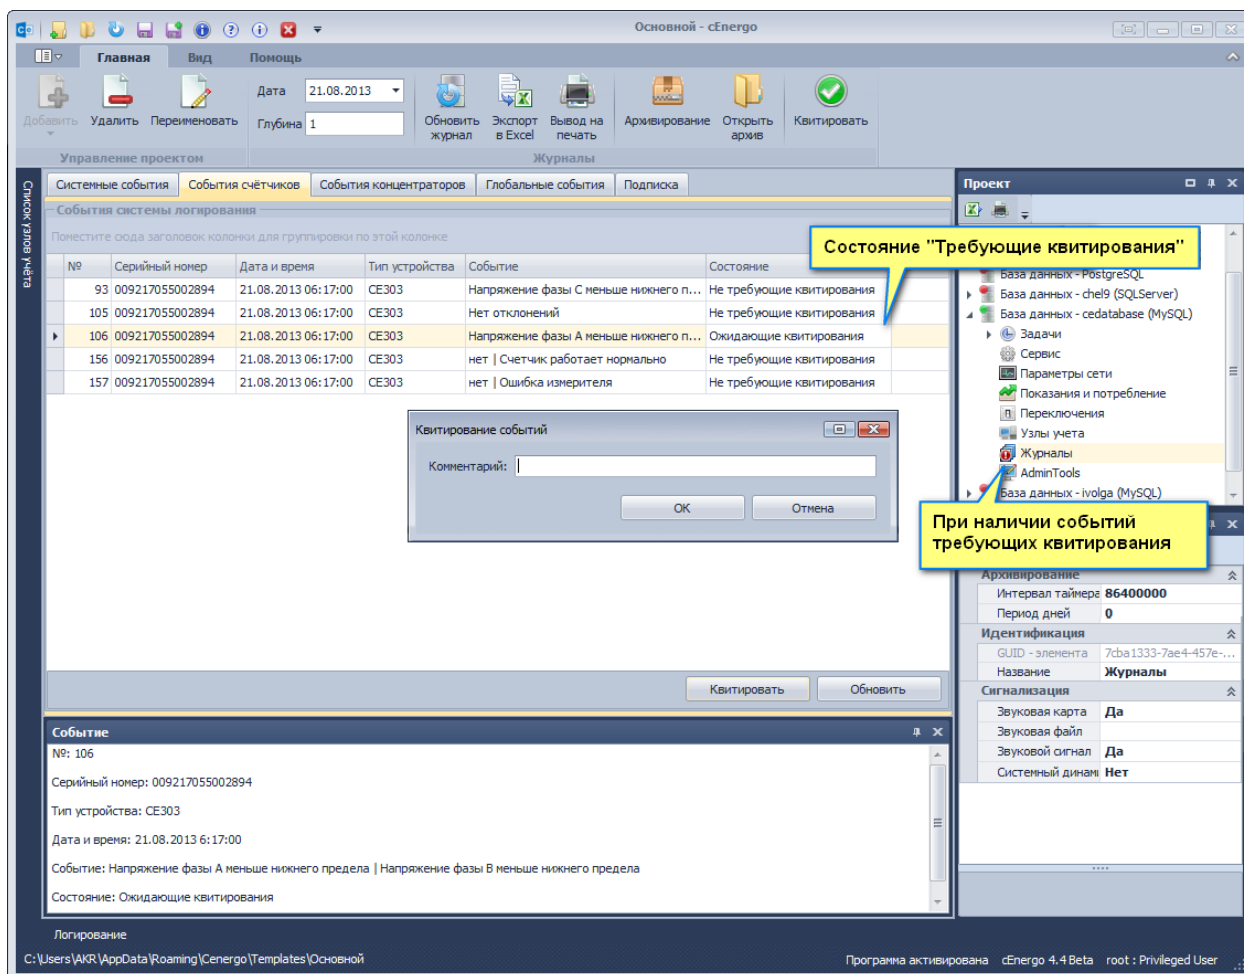 Основной - cEnergo
Главная Вид Помощь
Добавить Удалить Переименовать
Дата 21.08.2013
Глубина 1
Обновить журнал
Экспорт в Excel
Вывод на печать
Архивирование
Открыть архив
Квитировать
Управление проектом Журналы
Список узлов учёта
Системные события События счётчиков События концентраторов Глобальные события Подписка
События системы логирования
Поместите сюда заголовок колонки для группировки по этой колонке
№ Серийный номер Дата и время Тип устройства Событие Состояние
93 009217055002894 21.08.2013 06:17:00 CE303 Напряжение фазы C меньше нижнего п... Не требующие квитирования
105 009217055002894 21.08.2013 06:17:00 CE303 Нет отклонений Не требующие квитирования
106 009217055002894 21.08.2013 06:17:00 CE303 Напряжение фазы A меньше нижнего п... Ожидающие квитирования
156 009217055002894 21.08.2013 06:17:00 CE303 нет | Счетчик работает нормально Не требующие квитирования
157 009217055002894 21.08.2013 06:17:00 CE303 нет | Ошибка измерителя Не требующие квитирования
Состояние "Требующие квитирования"
Квитирование событий
Комментарий:
OK Отмена
Квитировать Обновить
Проект
База данных - PostgreSQL
База данных - chel9 (SQLServer)
База данных - cedatabase (MySQL)
Задачи
Сервис
Параметры сети
Показания и потребление
Переключения
Узлы учета
Журналы
AdminTools
База данных - ivolga (MySQL)
При наличии событий
требующих квитирования
Архивирование
Интервал таймера 86400000
Период дней 0
Идентификация
GUID - элемента 7cba1333-7ae4-457e-...
Название Журналы
Сигнализация
Звуковая карта Да
Звуковая файл
Звуковой сигнал Да
Системный динами Нет
Событие
№: 106
Серийный номер: 009217055002894
Тип устройства: CE303
Дата и время: 21.08.2013 6:17:00
Событие: Напряжение фазы A меньше нижнего предела | Напряжение фазы B меньше нижнего предела
Состояние: Ожидающие квитирования
Логирование
C:\Users\AKR\AppData\Roaming\Cenergo\Templates\Основной
Программа активирована cEnergo 4.4 Beta root : Privileged User